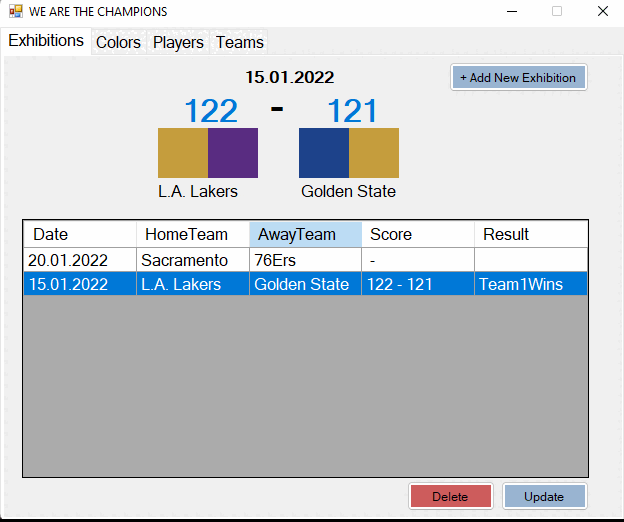 WE ARE THE CHAMPIONS
Exhibitions Colors Players Teams
15.01.2022
+ Add New Exhibition
122 - 121
L.A. Lakers Golden State
Date HomeTeam AwayTeam Score Result
20.01.2022 Sacramento 76Ers -
15.01.2022 L.A. Lakers Golden State 122 - 121 Team1Wins
Delete Update